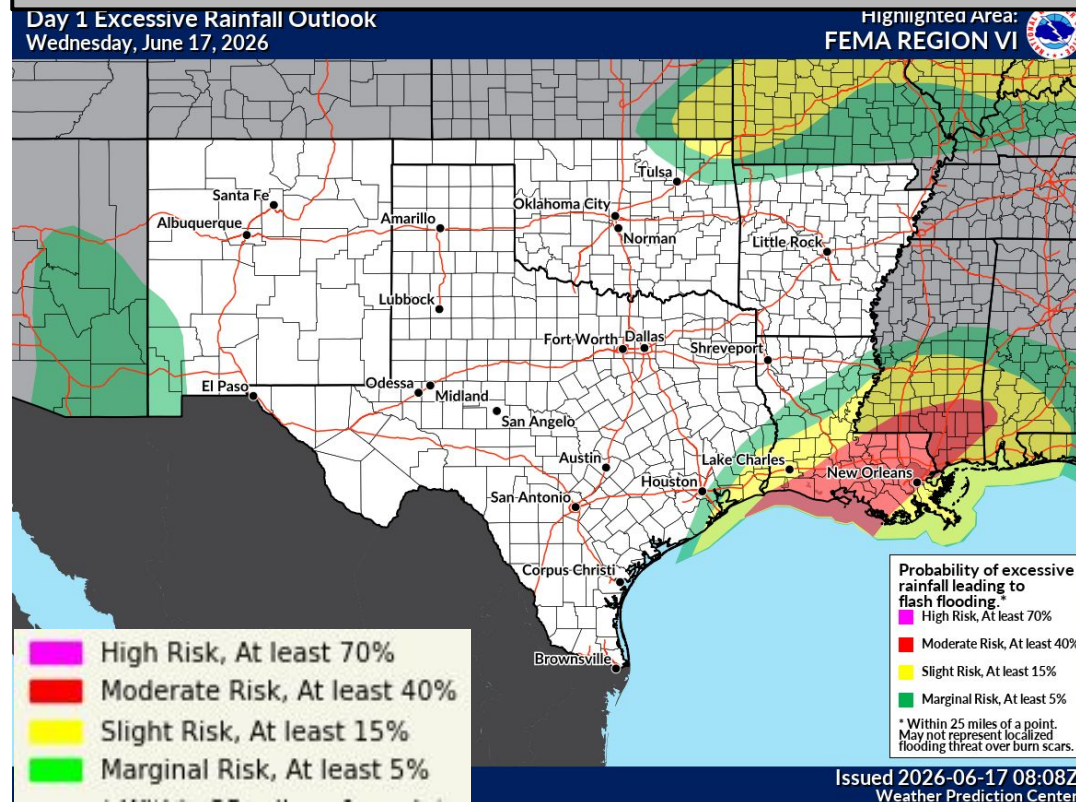 Day 1 Excessive Rainfall Outlook
Wednesday, June 17, 2026
Highlighted Area:
FEMA REGION VI
Tulsa
Santa Fe
Oklahoma City
Albuquerque
Amarillo
Norman
Little Rock
Lubbock
Fort Worth
Dallas
Shreveport
El Paso
Odessa
Midland
San Angelo
Austin
Lake Charles
Houston
New Orleans
San Antonio
Corpus Christi
Brownsville
Probability of excessive
rainfall leading to
flash flooding.*
High Risk, At least 70%
Moderate Risk, At least 40%
Slight Risk, At least 15%
Marginal Risk, At least 5%
* Within 25 miles of a point.
May not represent localized
flooding threat over burn scars.
High Risk, At least 70%
Moderate Risk, At least 40%
Slight Risk, At least 15%
Marginal Risk, At least 5%
Issued 2026-06-17 08:08Z
Weather Prediction Center